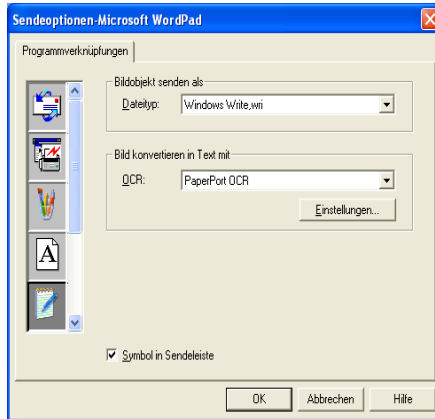 Sendeoptionen-Microsoft WordPad
Programmverknüpfungen
Bildobjekt senden als
Dateityp: Windows Write,wri
Bild konvertieren in Text mit
OCR: PaperPort OCR
Einstellungen...
A
Symbol in Sendeleiste
OK Abbrechen Hilfe